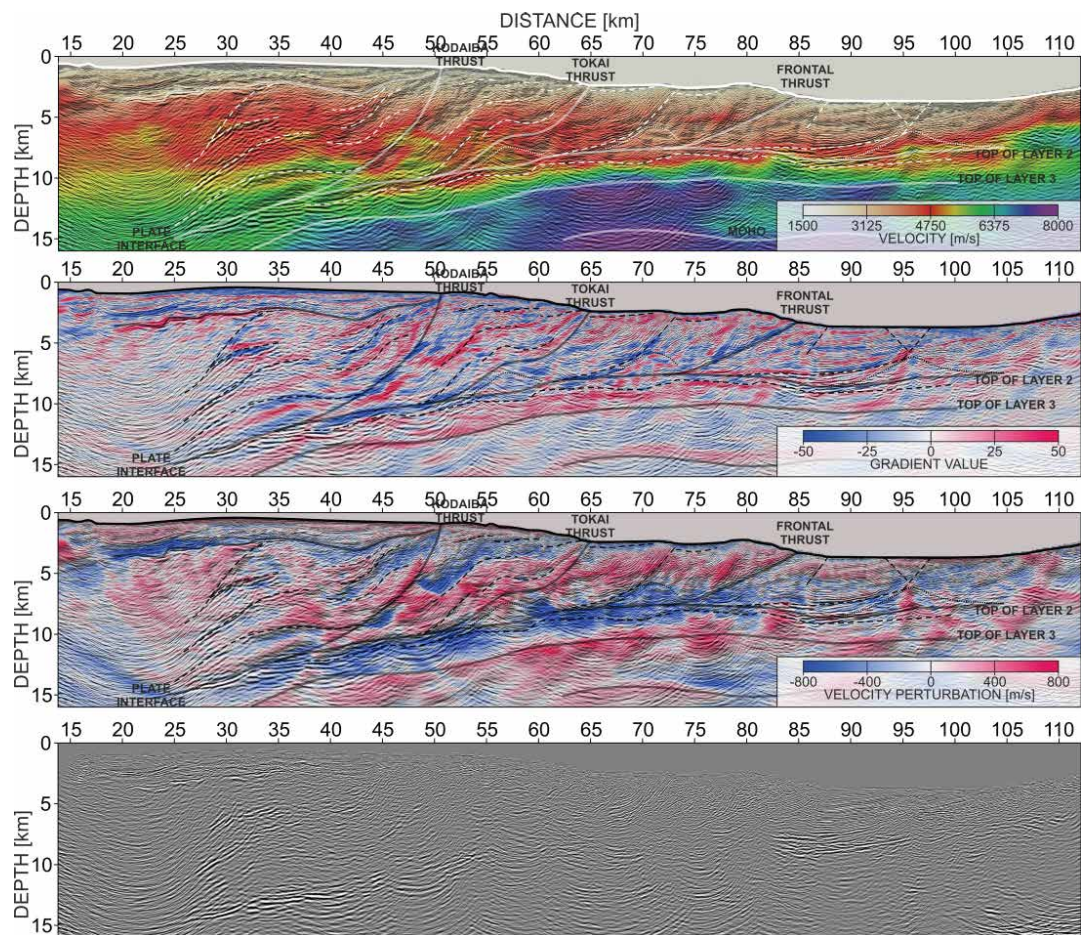 DISTANCE [km]
15 20 25 30 35 40 45 50 55 60 65 70 75 80 85 90 95 100 105 110
KODAIBA
THRUST
TOKAI
THRUST
FRONTAL
THRUST
0
5
10
15
DEPTH [km]
TOP OF LAYER 2
TOP OF LAYER 3
PLATE
INTERFACE
MOHO
1500 3125 4750 6375 8000
VELOCITY [m/s]
15 20 25 30 35 40 45 50 55 60 65 70 75 80 85 90 95 100 105 110
KODAIBA
THRUST
TOKAI
THRUST
FRONTAL
THRUST
0
5
10
15
DEPTH [km]
TOP OF LAYER 2
TOP OF LAYER 3
PLATE
INTERFACE
-50 -25 0 25 50
GRADIENT VALUE
15 20 25 30 35 40 45 50 55 60 65 70 75 80 85 90 95 100 105 110
KODAIBA
THRUST
TOKAI
THRUST
FRONTAL
THRUST
0
5
10
15
DEPTH [km]
TOP OF LAYER 2
TOP OF LAYER 3
PLATE
INTERFACE
-800 -400 0 400 800
VELOCITY PERTURBATION [m/s]
15 20 25 30 35 40 45 50 55 60 65 70 75 80 85 90 95 100 105 110
0
5
10
15
DEPTH [km]